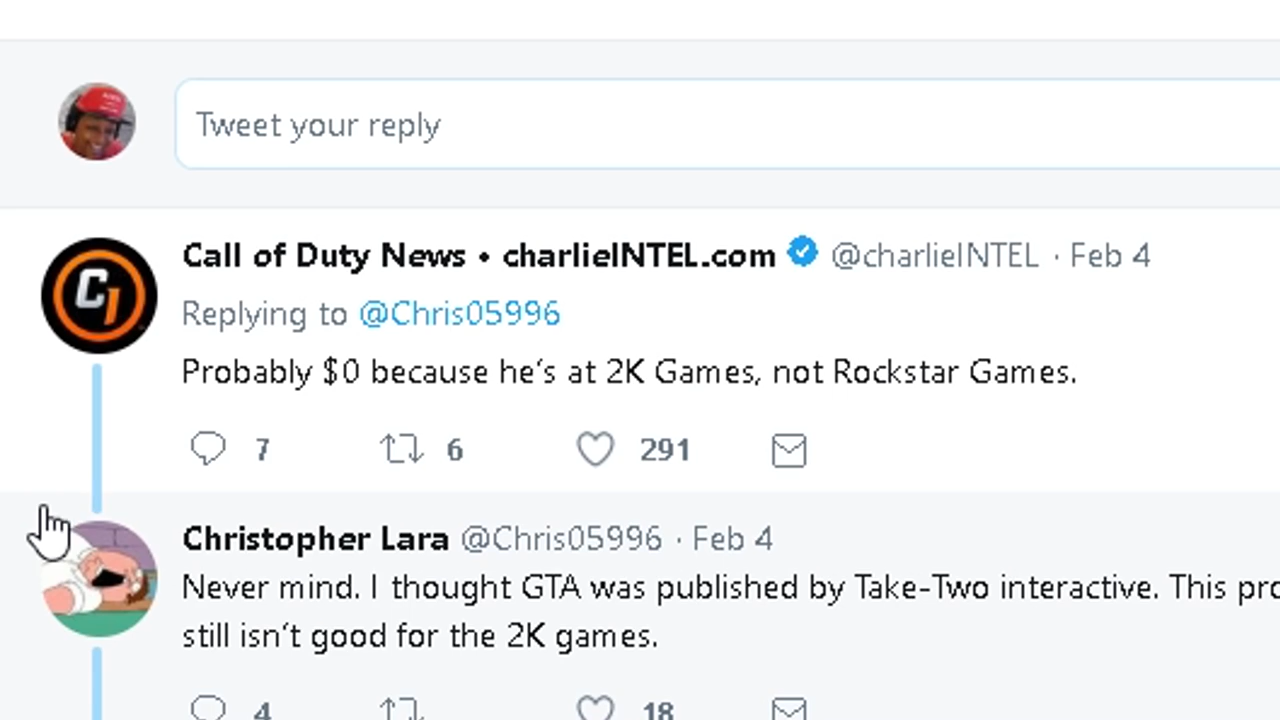 Tweet your reply
Call of Duty News • charlieINTEL.com @charlieINTEL · Feb 4
Replying to @Chris05996
Probably $0 because he's at 2K Games, not Rockstar Games.
7 6 291
Christopher Lara @Chris05996 · Feb 4
Never mind. I thought GTA was published by Take-Two interactive. This pro
still isn't good for the 2K games.
4 18